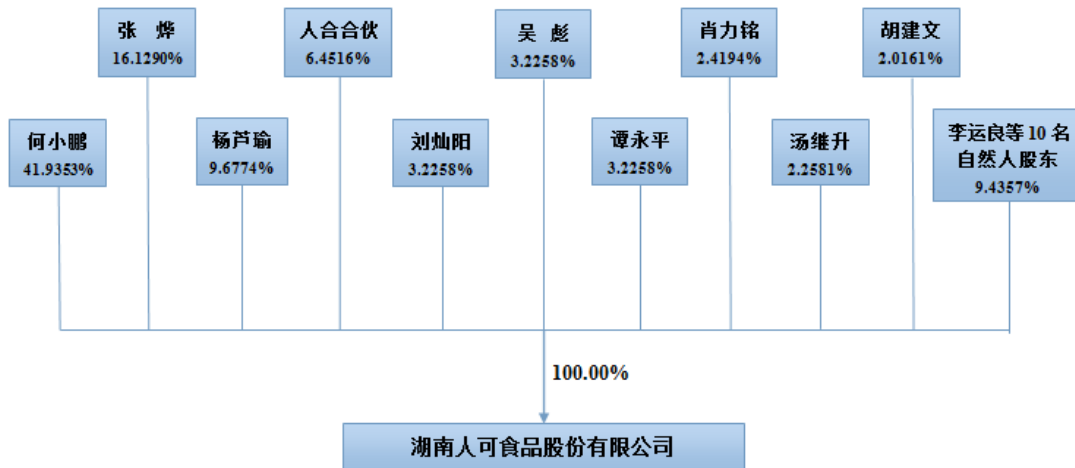 张 烨
16.1290%
人合合伙
6.4516%
吴 彪
3.2258%
肖力铭
2.4194%
胡建文
2.0161%
何小鹏
41.9353%
杨芦瑜
9.6774%
刘灿阳
3.2258%
谭永平
3.2258%
汤继升
2.2581%
李运良等 10 名
自然人股东
9.4357%
100.00%
湖南人可食品股份有限公司